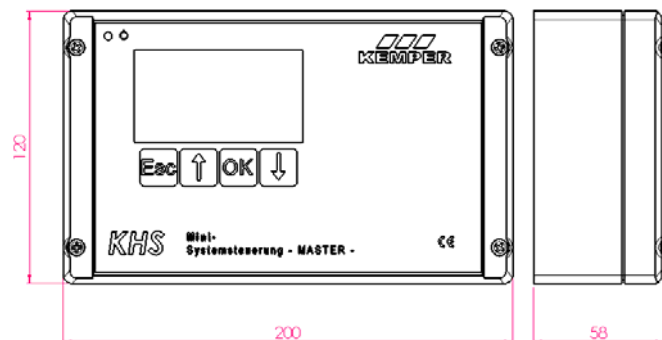 KEMPER
120
Esc ↑ OK ↓
KHS Mini-
Systemsteuerung - MASTER -
CE
200 58